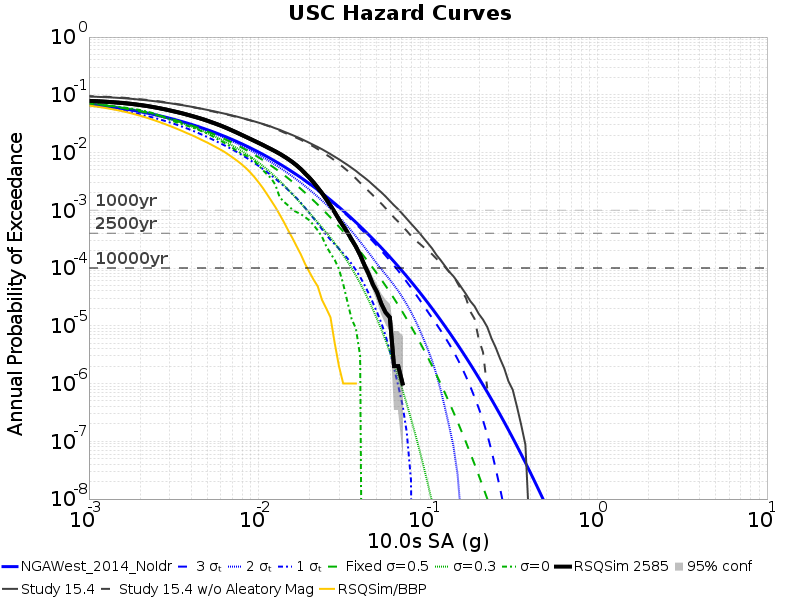 USC Hazard Curves
Annual Probability of Exceedance
10^0
10^-1
10^-2
10^-3
10^-4
10^-5
10^-6
10^-7
10^-8
1000yr
2500yr
10000yr
10^-3 10^-2 10^-1 10^0 10^1
10.0s SA (g)
NGAWest_2014_NoIdr 3 σₜ 2 σₜ 1 σₜ Fixed σ=0.5 σ=0.3 σ=0 RSQSim 2585 95% conf
Study 15.4 Study 15.4 w/o Aleatory Mag RSQSim/BBP